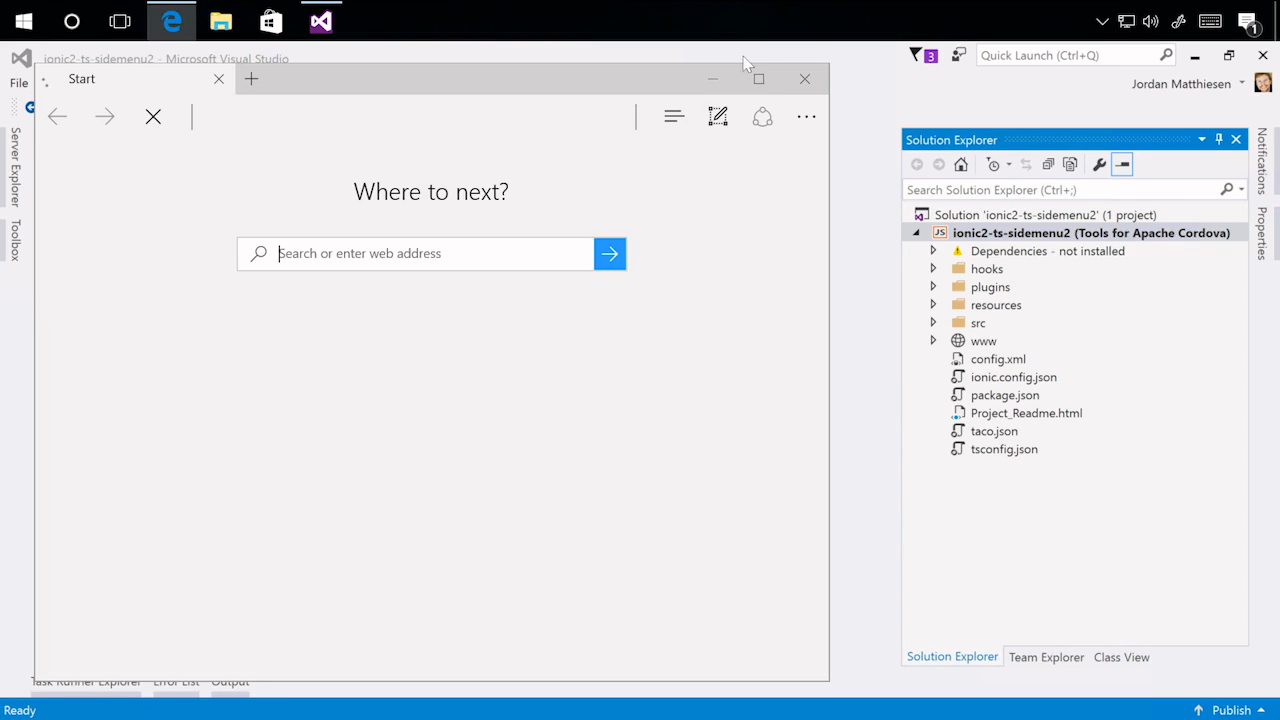 1
ionic2-ts-sidemenu2 - Microsoft Visual Studio
3
Quick Launch (Ctrl+Q)
File
Start
Jordan Matthiesen
Server Explorer
Toolbox
Where to next?
Search or enter web address
Solution Explorer
Search Solution Explorer (Ctrl+;)
Solution 'ionic2-ts-sidemenu2' (1 project)
JS ionic2-ts-sidemenu2 (Tools for Apache Cordova)
Dependencies - not installed
hooks
plugins
resources
src
www
config.xml
ionic.config.json
package.json
Project_Readme.html
taco.json
tsconfig.json
Notifications
Properties
Solution Explorer
Team Explorer
Class View
Task Runner Explorer
Error List
Output
Ready
Publish